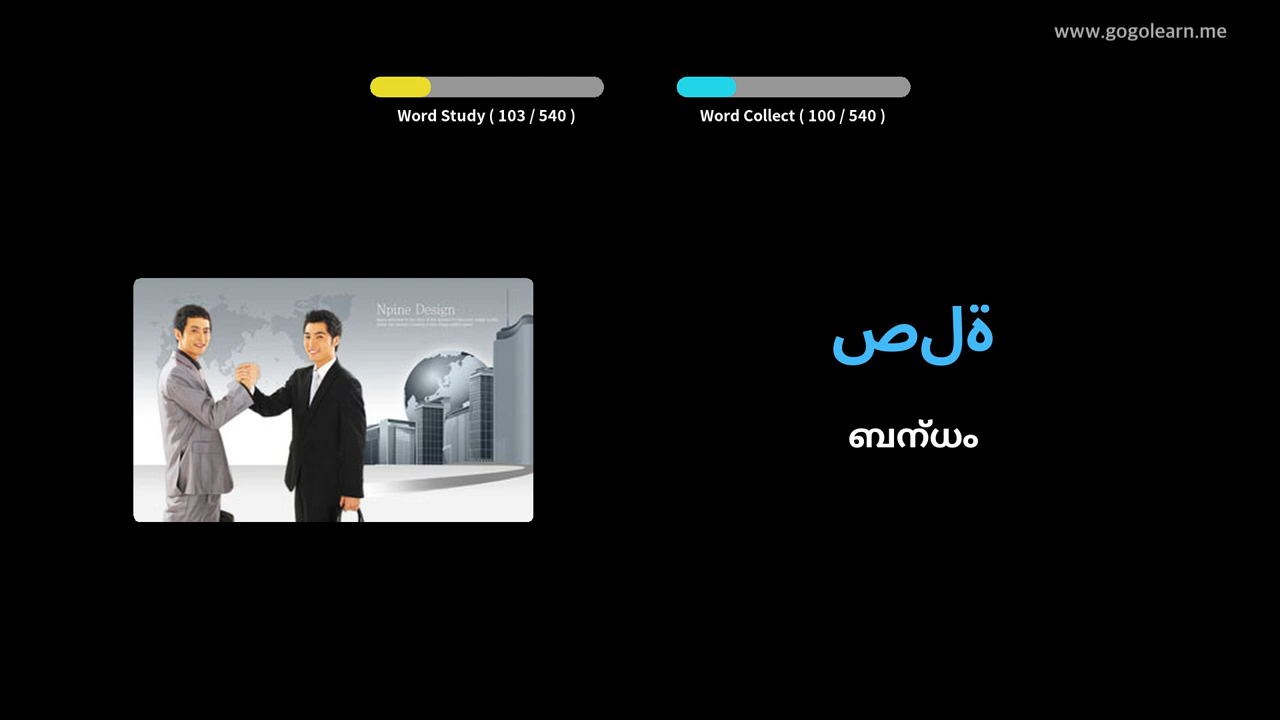 www.gogolearn.me
Word Study ( 103 / 540 )
Word Collect ( 100 / 540 )
Npine Design
صلة
ബന്ധം